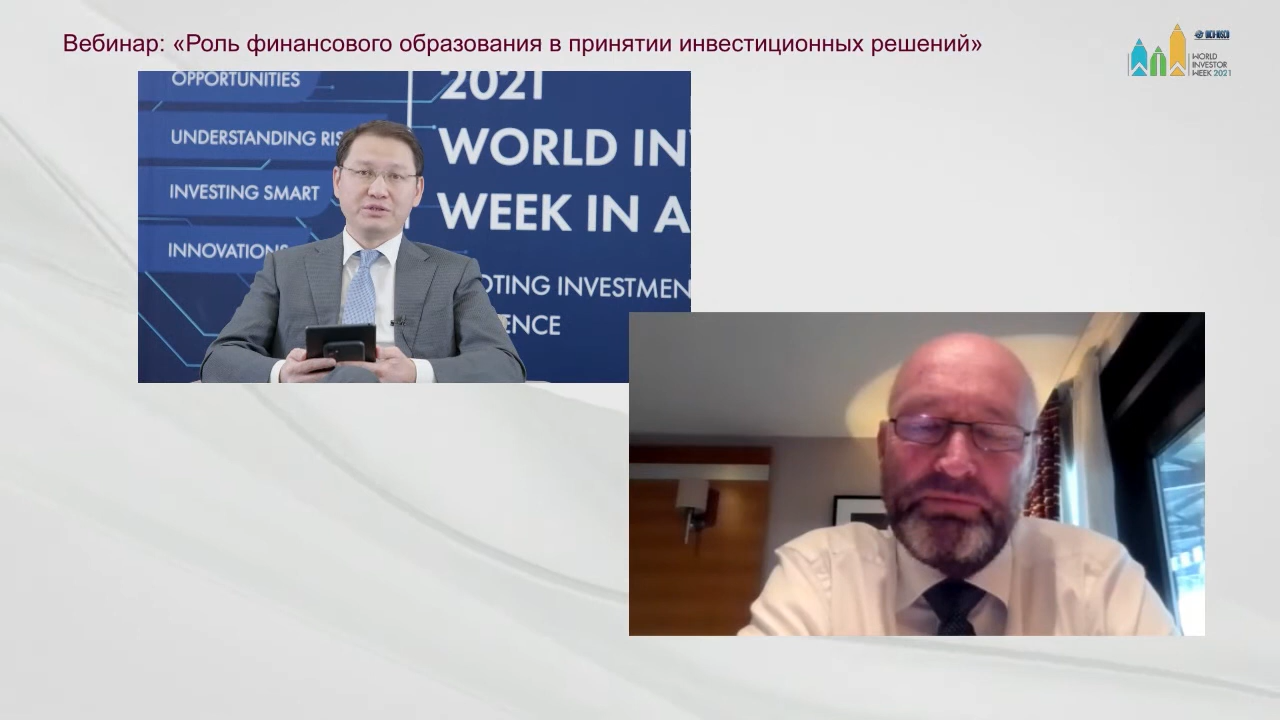 Вебинар: «Роль финансового образования в принятии инвестиционных решений»
WORLD
INVESTOR
WEEK 2021
OPPORTUNITIES
UNDERSTANDING RIS
INVESTING SMART
INNOVATIONS
2021
WORLD IN
WEEK IN A
OTING INVESTMEN
ENCE